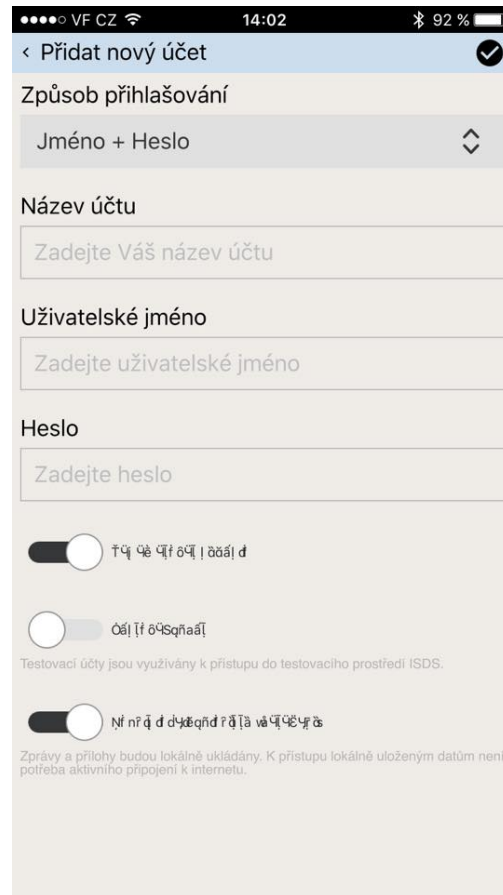 VF CZ 14:02 92 %
Přidat nový účet
Způsob přihlašování
Jméno + Heslo
Název účtu
Zadejte Váš název účtu
Uživatelské jméno
Zadejte uživatelské jméno
Heslo
Zadejte heslo
Testovací účty jsou využívány k přístupu do testovacího prostředí ISDS.
Zprávy a přílohy budou lokálně ukládány. K přístupu lokálně uloženým datům není
potřeba aktivního připojení k internetu.